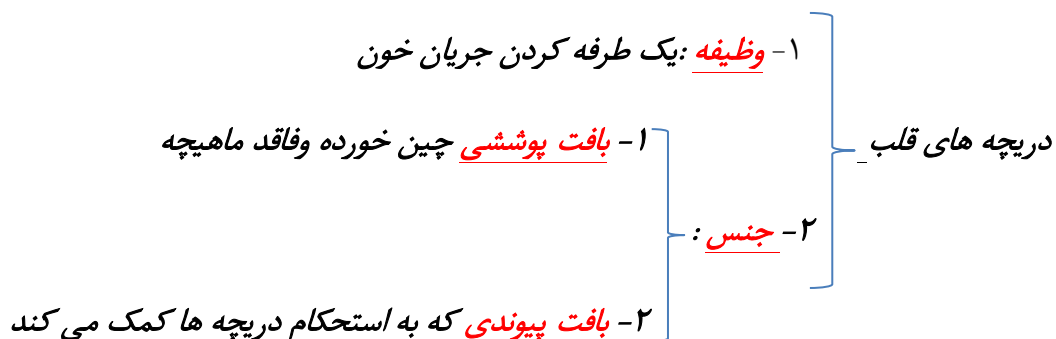 ۱- وظیفه :یک طرفه کردن جریان خون
دریچه های قلب
۱- بافت پوششی چین خورده وفاقد ماهیچه
۲- جنس :
۲- بافت پیوندی که به استحکام دریچه ها کمک می کند